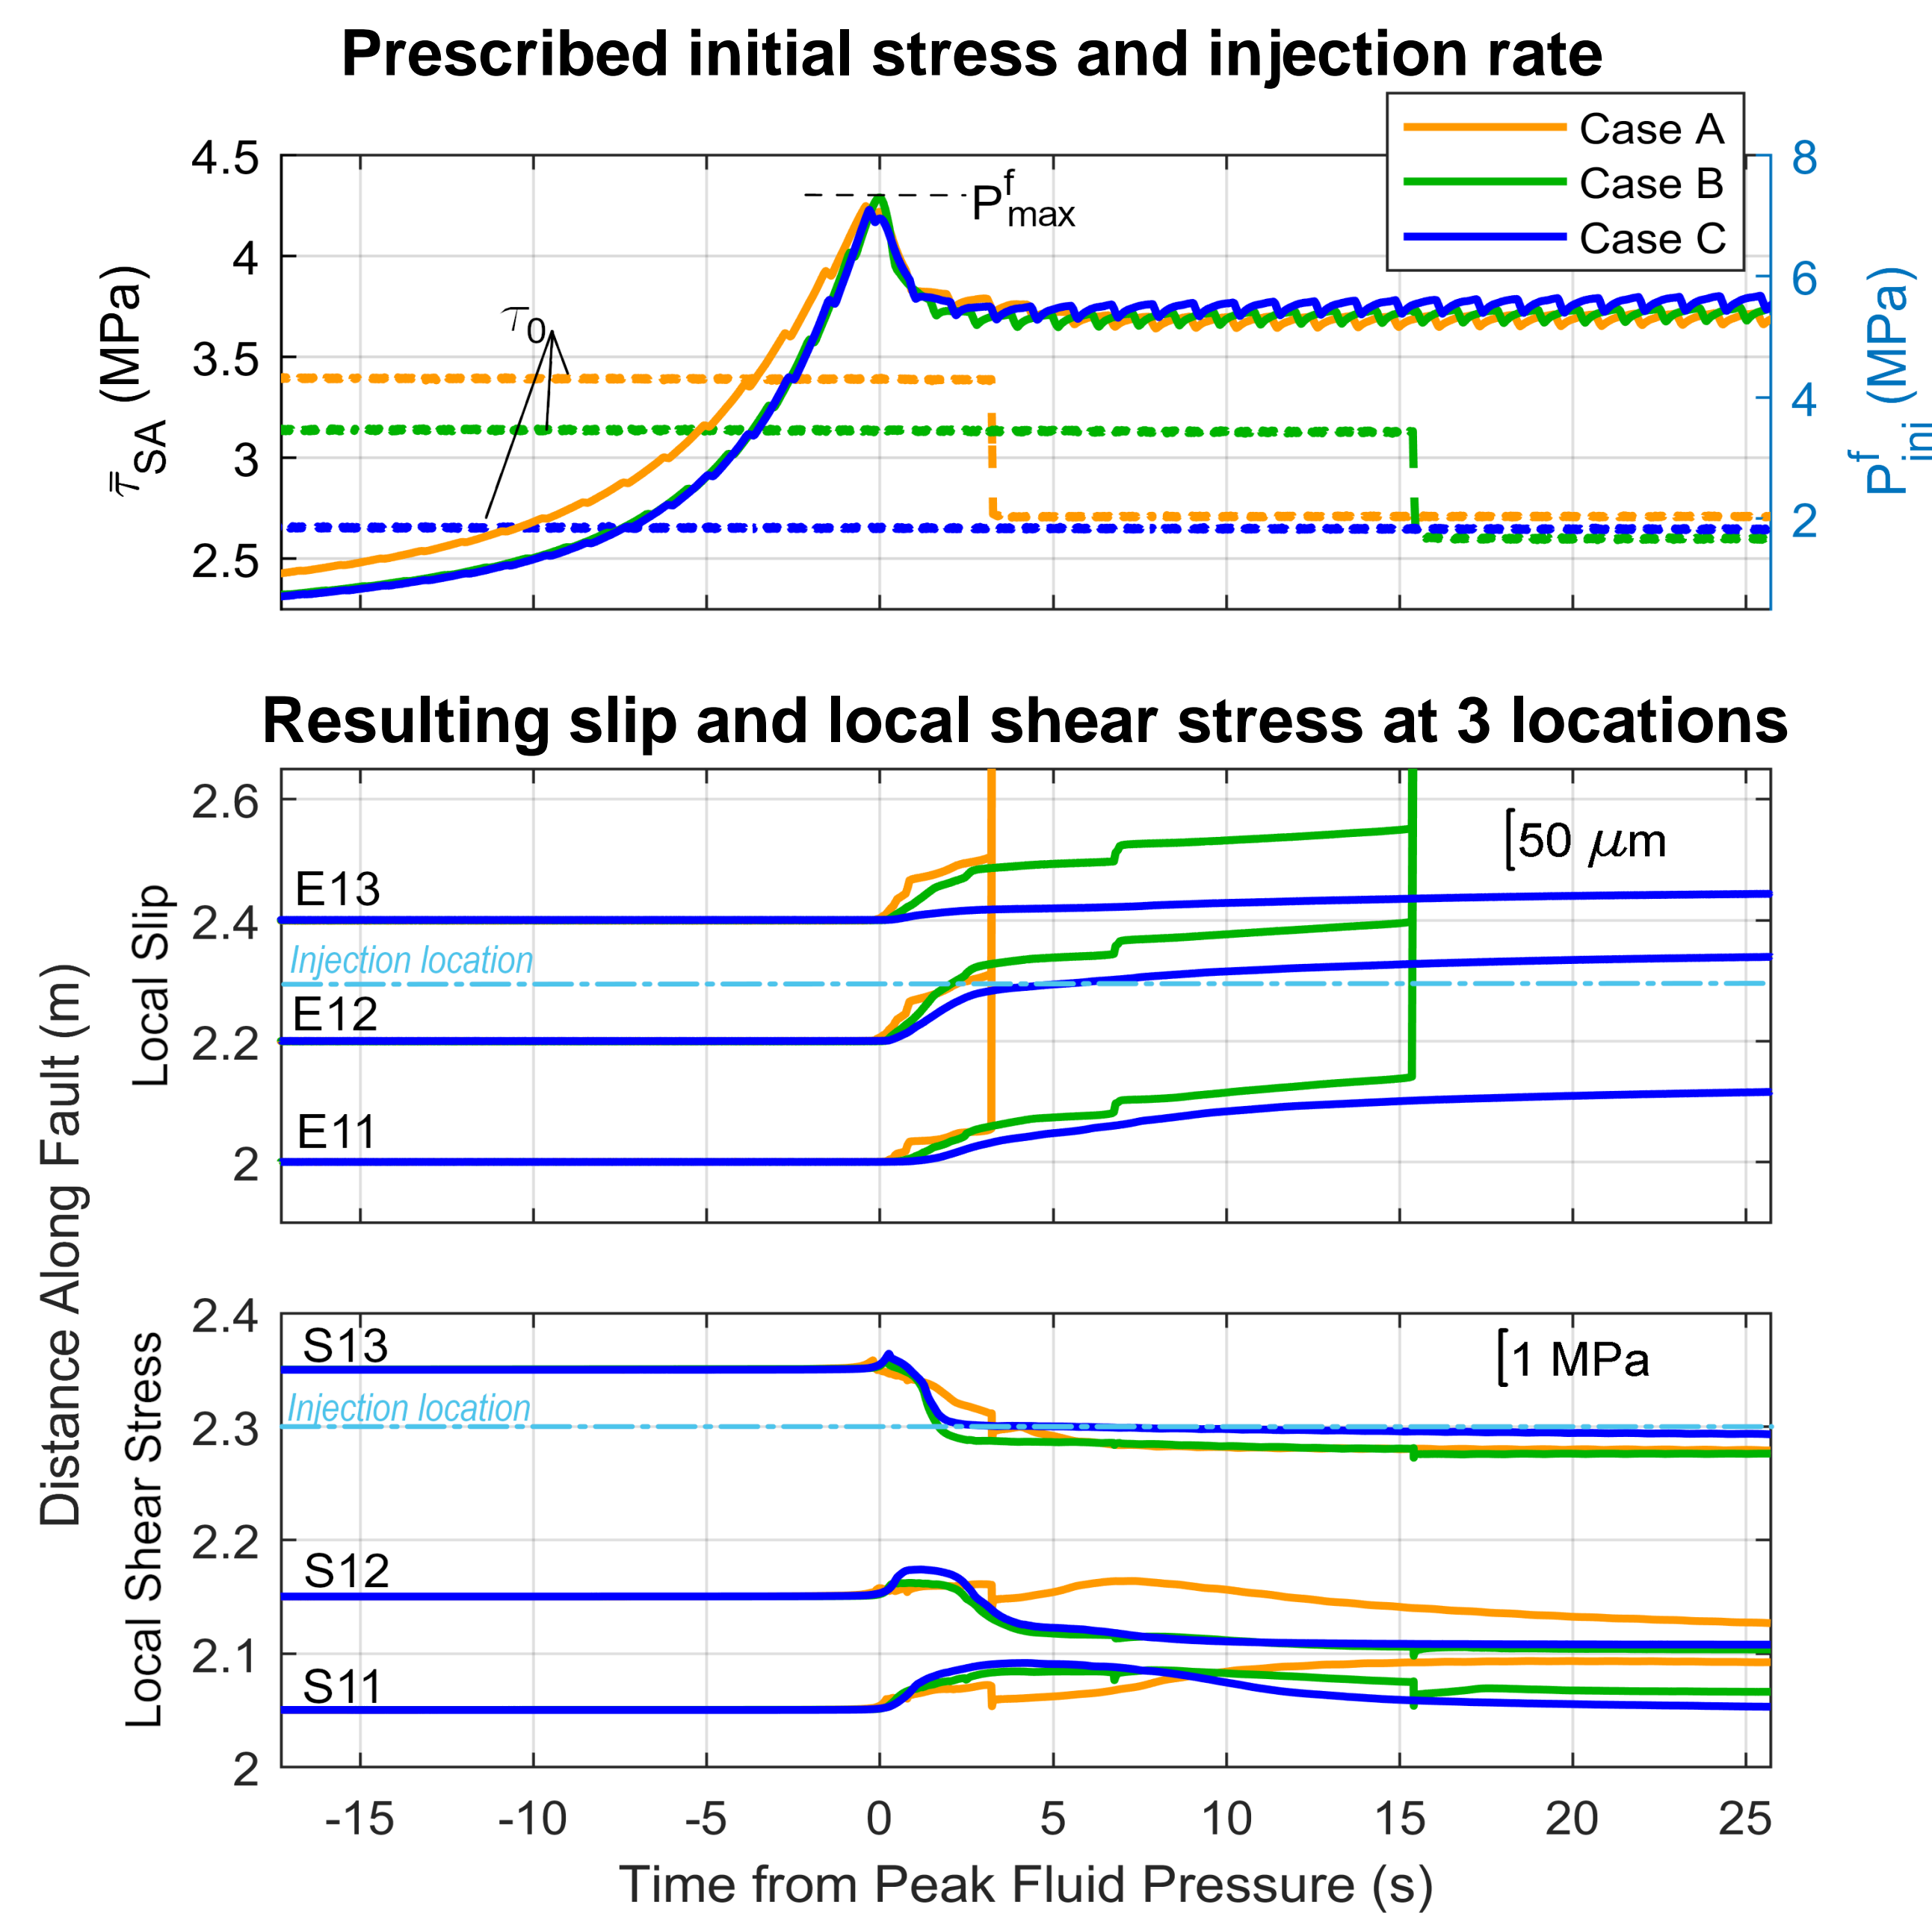 Prescribed initial stress and injection rate
Case A
Case B
Case C
4.5
4
3.5
3
2.5
τ̄SA (MPa)
8
6
4
2
P^f_inj (MPa)
P^f_max
τ0
Resulting slip and local shear stress at 3 locations
Distance Along Fault (m)
Local Slip
2.6
2.4
2.2
2
[50 μm
E13
Injection location
E12
E11
Local Shear Stress
2.4
2.3
2.2
2.1
2
[1 MPa
S13
Injection location
S12
S11
-15 -10 -5 0 5 10 15 20 25
Time from Peak Fluid Pressure (s)